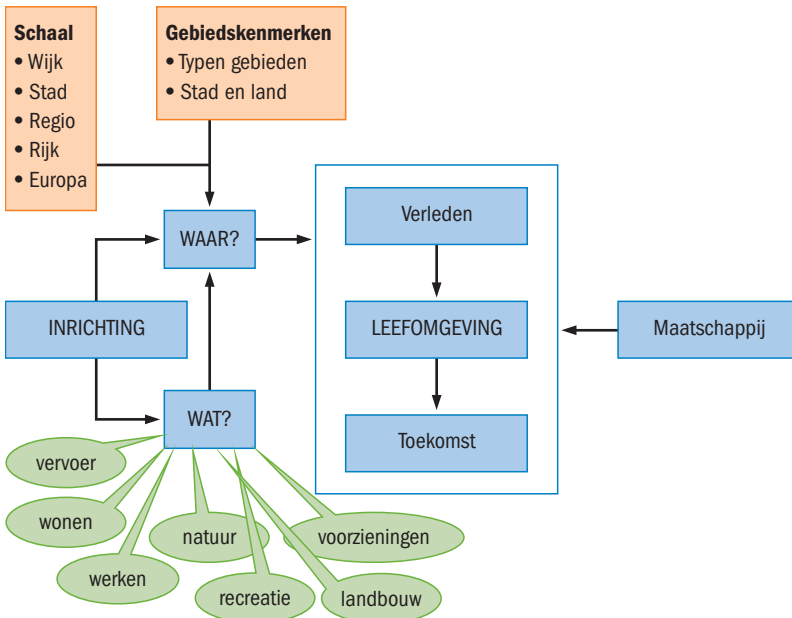 Schaal
• Wijk
• Stad
• Regio
• Rijk
• Europa
Gebiedskenmerken
• Typen gebieden
• Stad en land
WAAR?
Verleden
INRICHTING
LEEFOMGEVING
Maatschappij
WAT?
Toekomst
vervoer
wonen
natuur
voorzieningen
werken
recreatie
landbouw